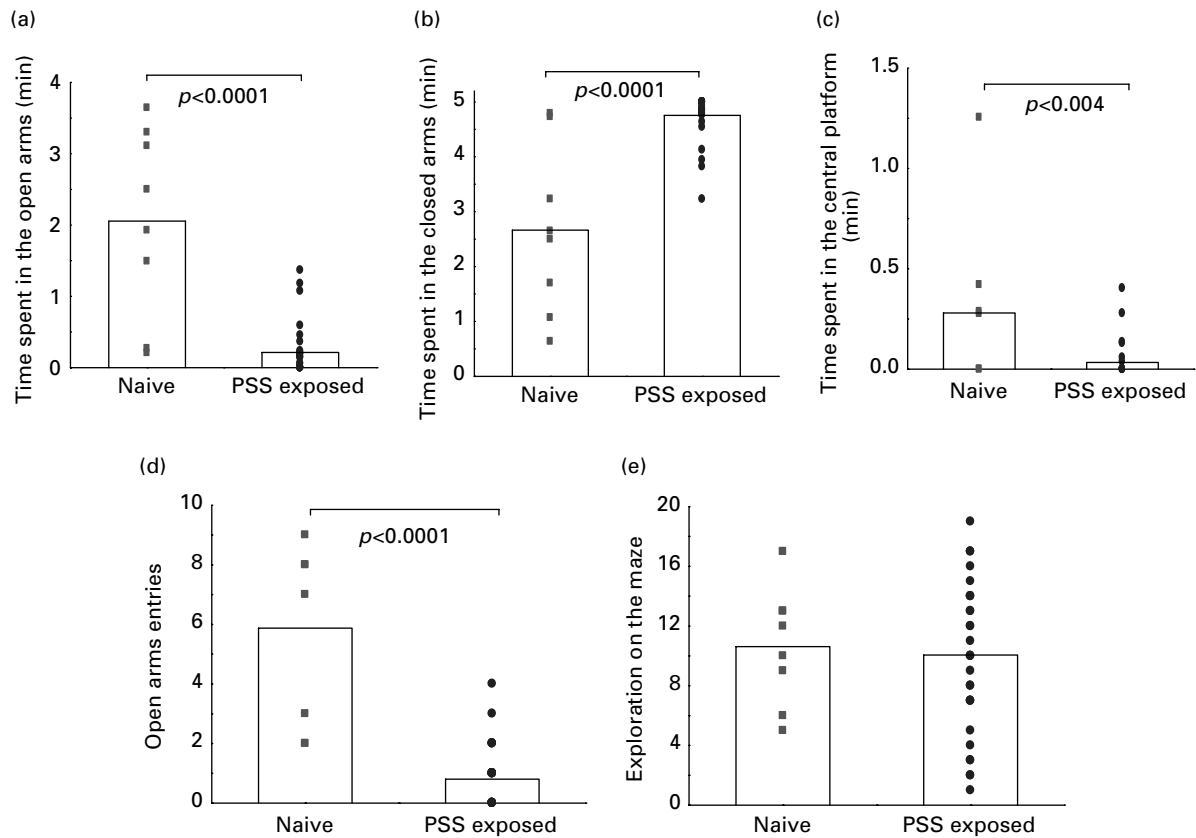 (a)
Time spent in the open arms (min)
4
3
2
1
0
p<0.0001
Naive
PSS exposed
(b)
Time spent in the closed arms (min)
5
4
3
2
1
0
p<0.0001
Naive
PSS exposed
(c)
Time spent in the central platform
(min)
1.5
1.0
0.5
0.0
p<0.004
Naive
PSS exposed
(d)
Open arms entries
10
8
6
4
2
0
p<0.0001
Naive
PSS exposed
(e)
Exploration on the maze
20
16
12
8
4
0
Naive
PSS exposed